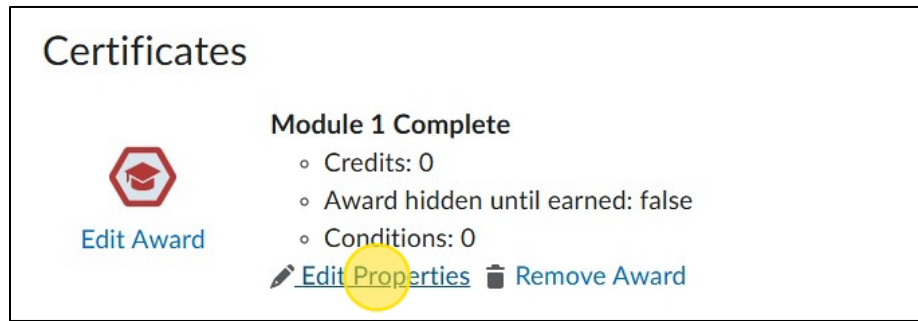 Certificates
Module 1 Complete
Credits: 0
Award hidden until earned: false
Edit Award
Conditions: 0
Edit Properties Remove Award